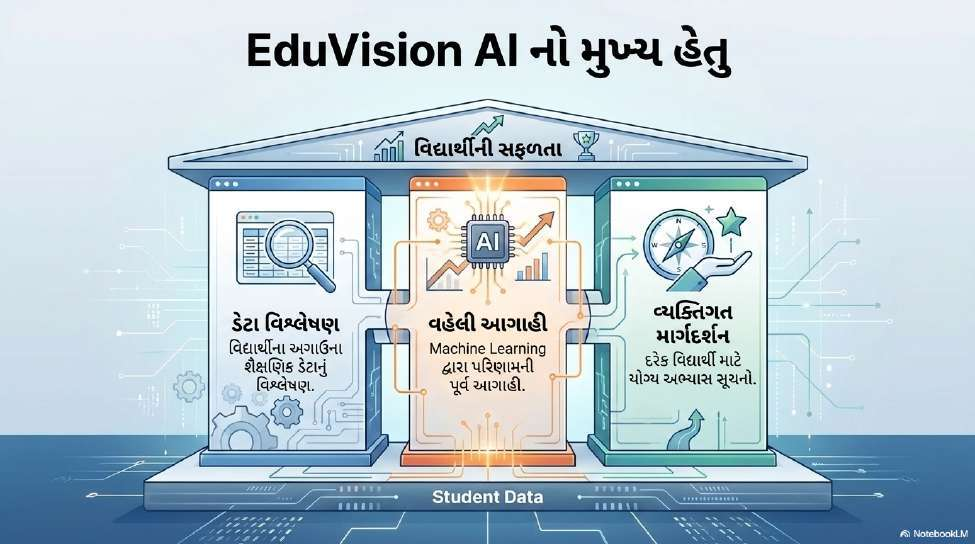 EduVision AI નો મુખ્ય હેતુ
વિદ્યાર્થીની સફળતા
ડેટા વિશ્લેષણ
વિદ્યાર્થીના અગાઉના
શૈક્ષણિક ડેટાનું
વિશ્લેષણ.
AI
વહેલી આગાહી
Machine Learning
દ્વારા પરિણામની
પૂર્વ આગાહી.
N
W
S
S
વ્યક્તિગત
માર્ગદર્શન
દરેક વિદ્યાર્થી માટે
યોગ્ય અભ્યાસ સૂચનો.
Student Data
NotebookLM